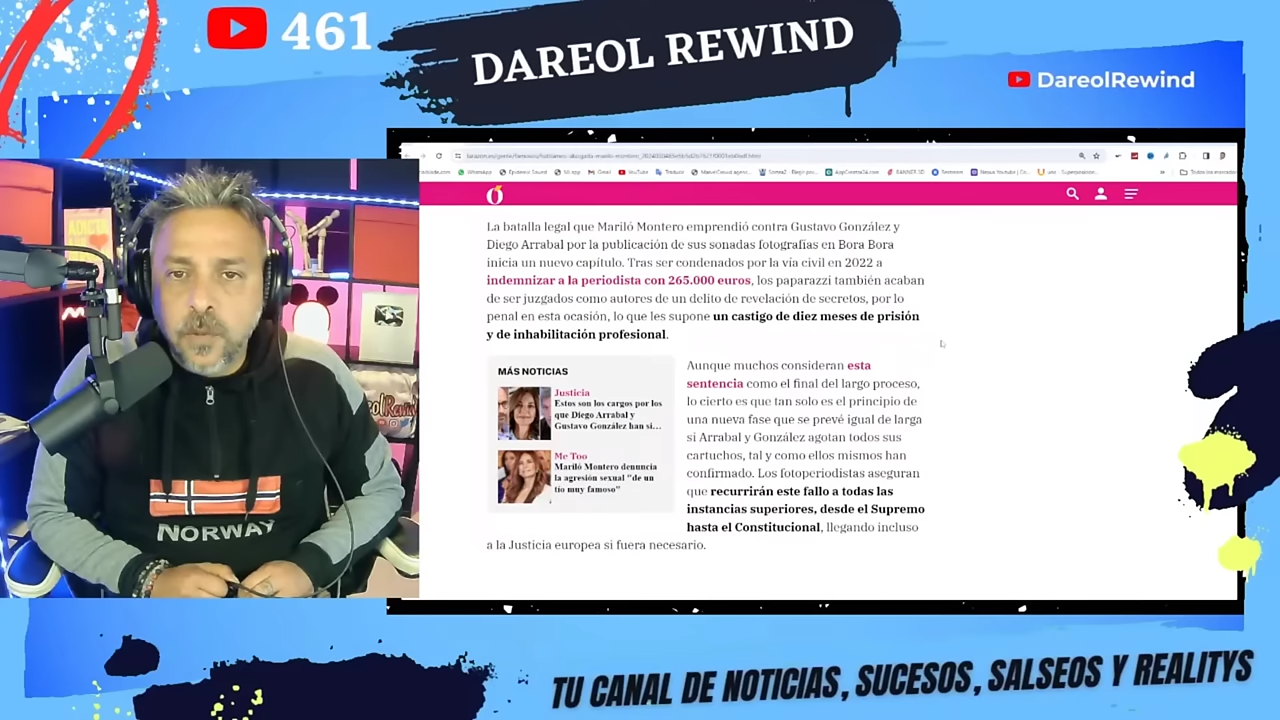 461
DAREOL REWIND
DareolRewind
La batalla legal que Mariló Montero emprendió contra Gustavo González y
Diego Arrabal por la publicación de sus sonadas fotografías en Bora Bora
inicia un nuevo capítulo. Tras ser condenados por la vía civil en 2022 a
indemnizar a la periodista con 265.000 euros, los paparazzi también acaban
de ser juzgados como autores de un delito de revelación de secretos, por lo
penal en esta ocasión, lo que les supone un castigo de diez meses de prisión
y de inhabilitación profesional.
MÁS NOTICIAS
Justicia
Estos son los cargos por los
que Diego Arrabal y
Gustavo González han si...
Me Too
Mariló Montero denuncia
la agresión sexual "de un
tío muy famoso"
Aunque muchos consideran esta
sentencia como el final del largo proceso,
lo cierto es que tan solo es el principio de
una nueva fase que se prevé igual de larga
si Arrabal y González agotan todos sus
cartuchos, tal y como ellos mismos han
confirmado. Los fotoperiodistas aseguran
que recurrirán este fallo a todas las
instancias superiores, desde el Supremo
hasta el Constitucional, llegando incluso
a la Justicia europea si fuera necesario.
NORWAY
TU CANAL DE NOTICIAS, SUCESOS, SALSEOS Y REALITYS